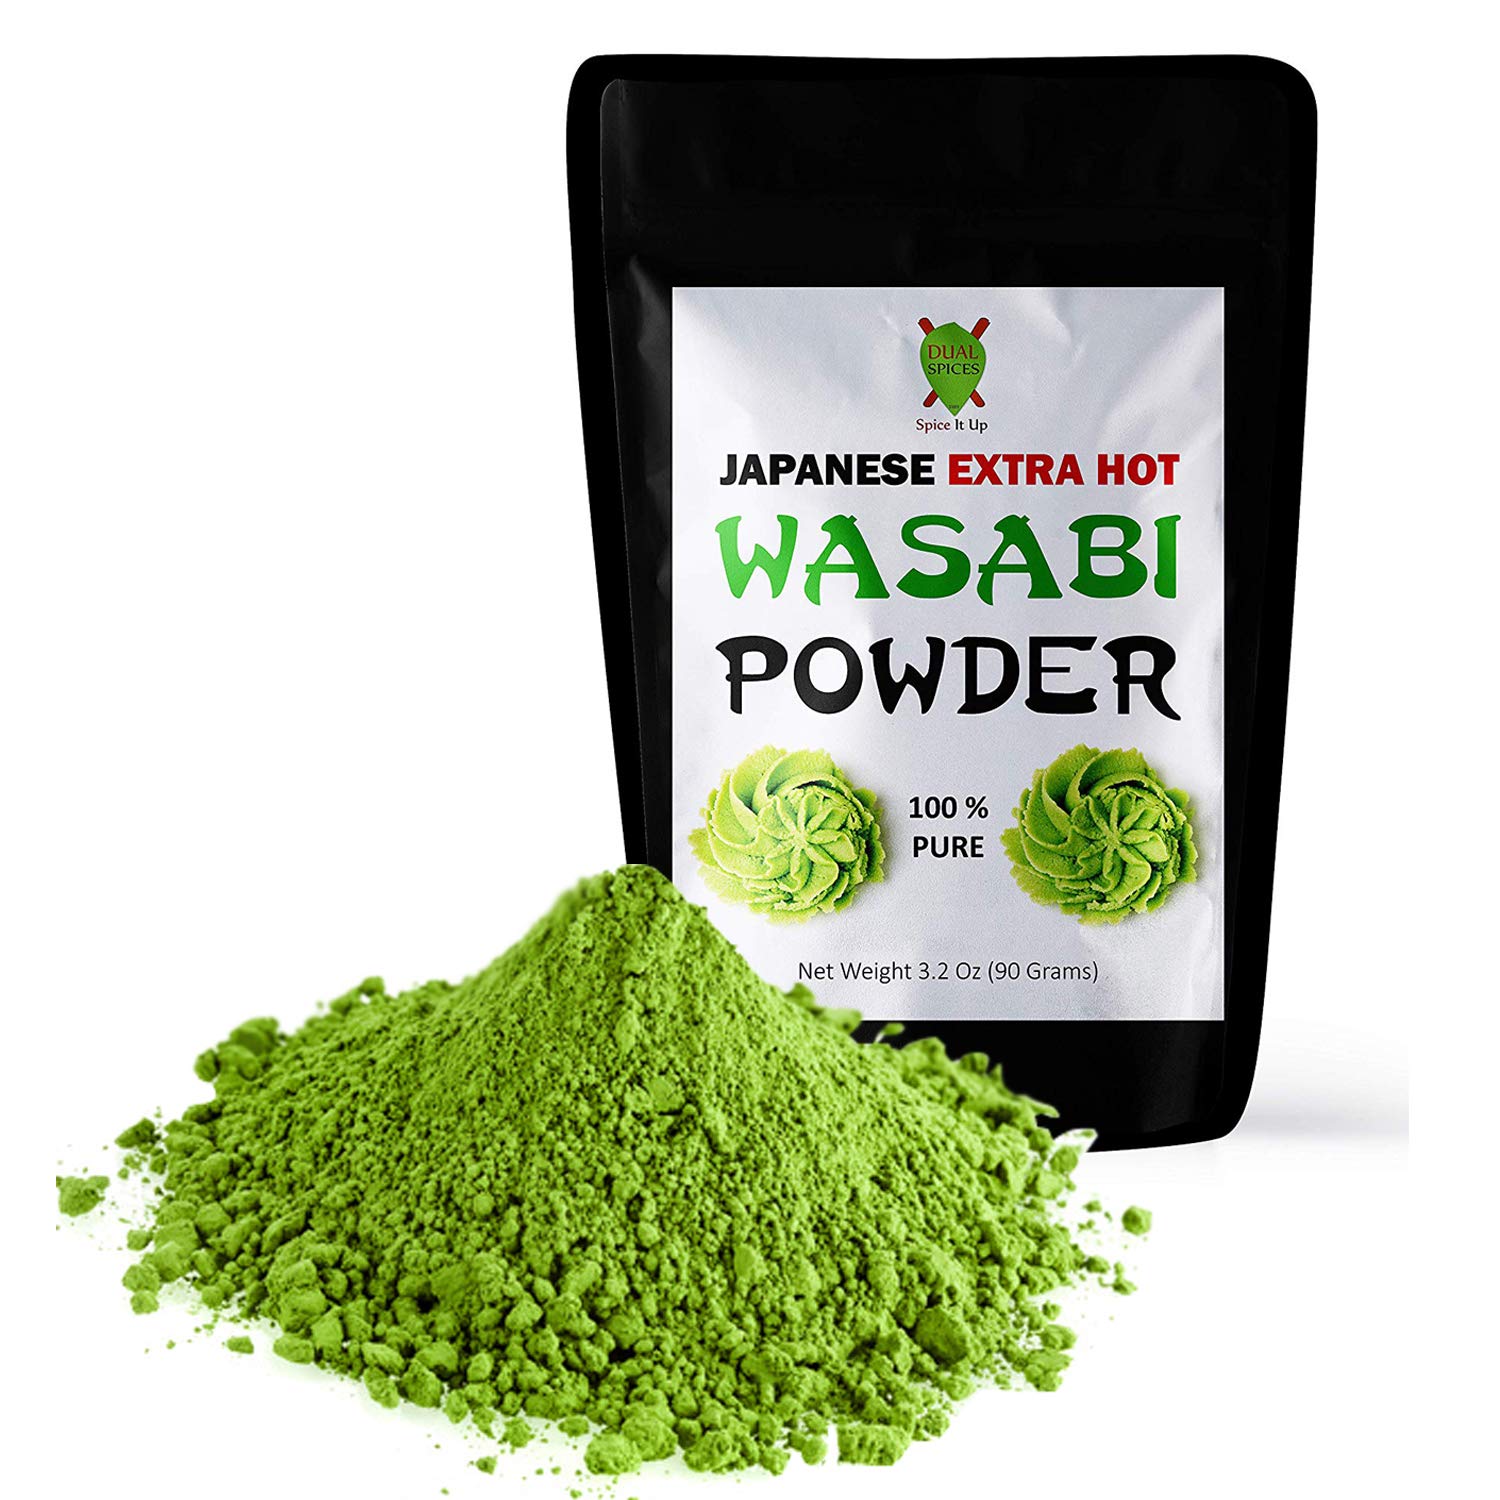 DUAL
SPICES
Spice It Up
JAPANESE EXTRA HOT
WASABI
POWDER
100 %
PURE
Net Weight 3.2 Oz (90 Grams)